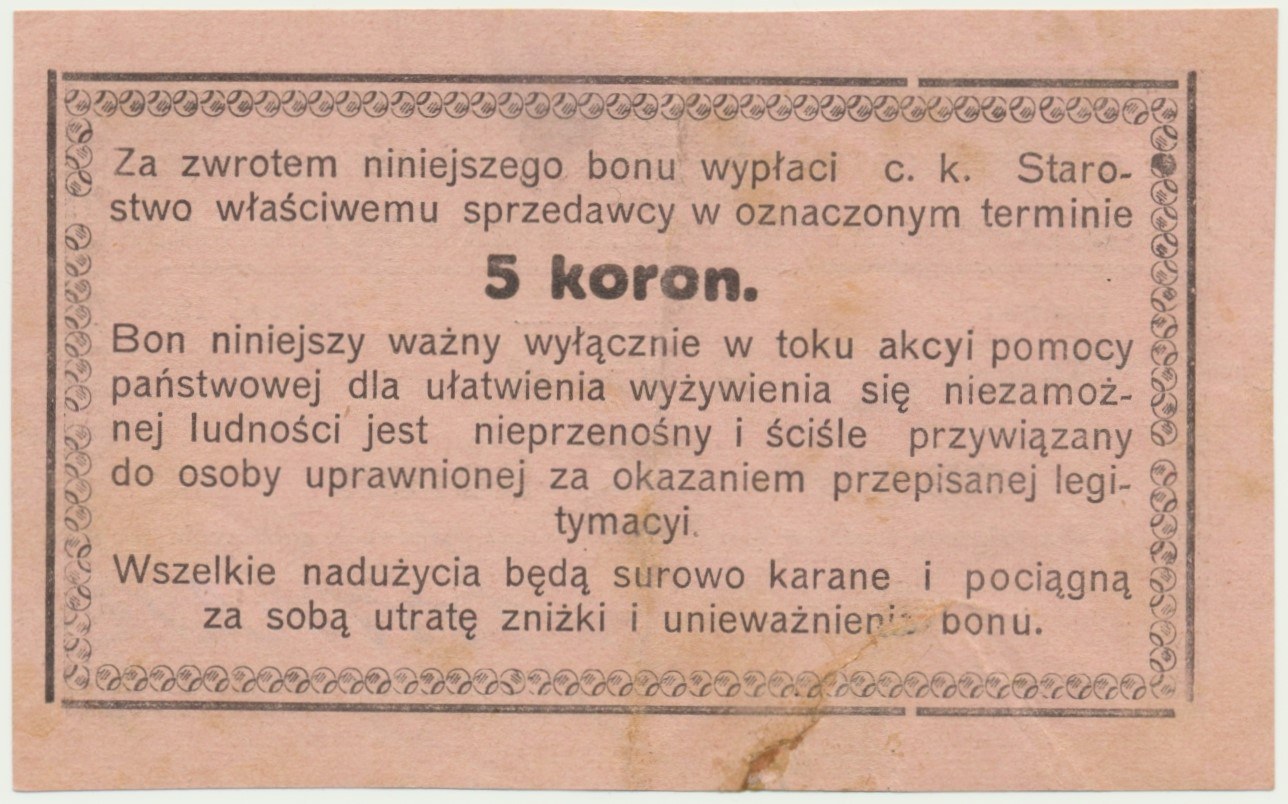 Za zwrotem niniejszego bonu wypłaci c. k. Staro-
stwo właściwemu sprzedawcy w oznaczonym terminie
5 koron.
Bon niniejszy ważny wyłącznie w toku akcyi pomocy
państwowej dla ułatwienia wyżywienia się niezamoż-
nej ludności jest nieprzenośny i ściśle przywiązany
do osoby uprawnionej za okazaniem przepisanej legi-
tymacyi.
Wszelkie nadużycia będą surowo karane i pociągną
za sobą utratę zniżki i unieważnienie bonu.